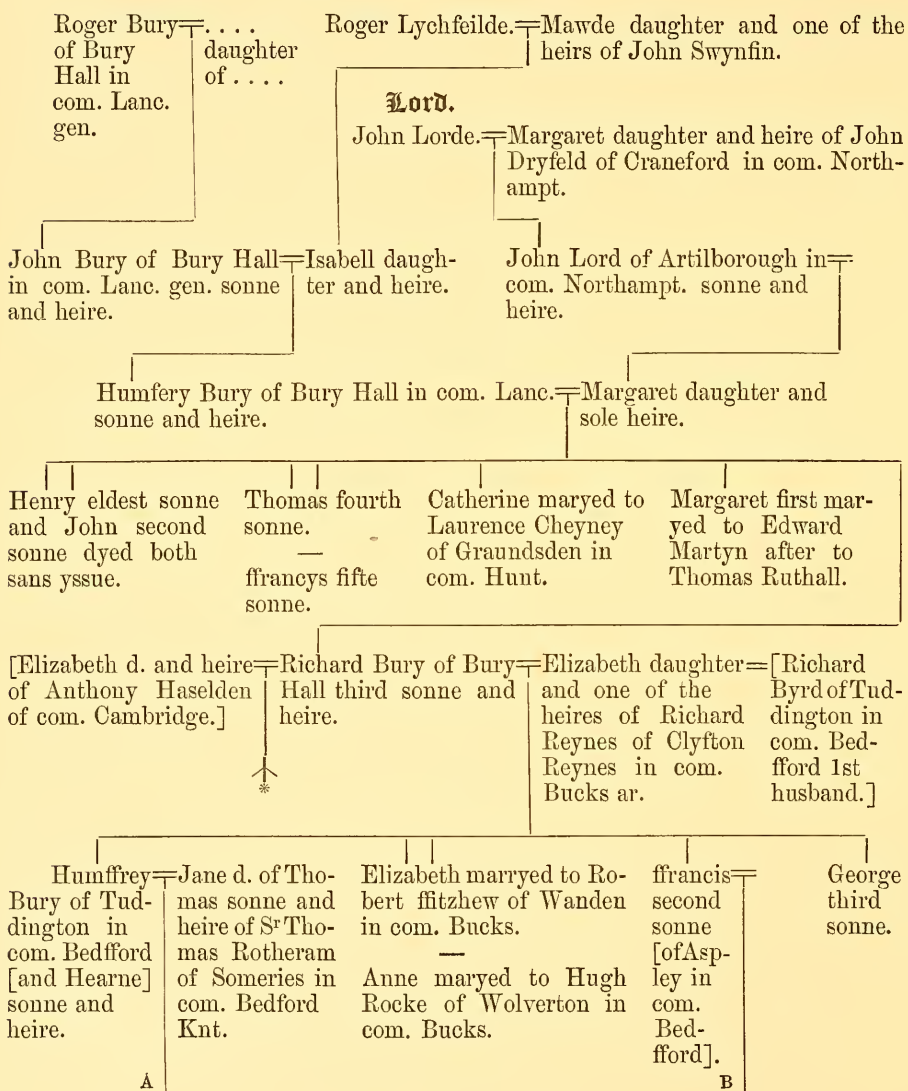 Roger Bury . . . .
of Bury daughter
Hall in of . . . .
com. Lanc.
gen.
Roger Lychfeilde. Mawde daughter and one of the
heirs of John Swynfin.
Lord.
John Lorde. Margaret daughter and heire of John
Dryfeld of Craneford in com. North-
ampt.
John Bury of Bury Hall
in com. Lanc. gen. sonne
and heire.
Isabell daugh-
ter and heire.
John Lord of Artilborough in
com. Northampt. sonne and
heire.
Humfery Bury of Bury Hall in com. Lanc.
sonne and heire.
Margaret daughter and
sole heire.
Henry eldest sonne
and John second
sonne dyed both
sans yssue.
Thomas fourth
sonne.
—
ffrancys fifte
sonne.
Catherine maryed to
Laurence Cheyney
of Graundsden in
com. Hunt.
Margaret first mar-
yed to Edward
Martyn after to
Thomas Ruthall.
[Elizabeth d. and heire
of Anthony Haselden
of com. Cambridge.]
*
Richard Bury of Bury
Hall third sonne and
heire.
Elizabeth daughter
and one of the
heires of Richard
Reynes of Clyfton
Reynes in com.
Bucks ar.
[Richard
Byrd of Tud-
dington in
com. Bed-
fford 1st
husband.]
Humffrey
Bury of Tud-
dington in
com. Bedfford
[and Hearne]
sonne and
heire.
Jane d. of Tho-
mas sonne and
heire of Sr Tho-
mas Rotheram
of Someries in
com. Bedford
Knt.
A
Elizabeth marryed to Ro-
bert ffitzhew of Wanden
in com. Bucks.
—
Anne maryed to Hugh
Rocke of Wolverton in
com. Bucks.
ffrancis
second
sonne
[of Asp-
ley in
com.
Bed-
fford].
B
George
third
sonne.